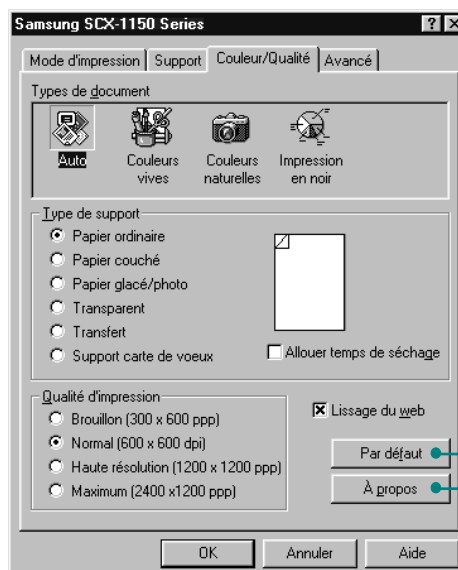 Samsung SCX-1150 Series
Mode d'impression Support Couleur/Qualité Avancé
Types de document
Auto
Couleurs vives
Couleurs naturelles
Impression en noir
Type de support
Papier ordinaire
Papier couché
Papier glacé/photo
Transparent
Transfert
Support carte de voeux
Allouer temps de séchage
Qualité d'impression
Brouillon (300 x 600 ppp)
Normal (600 x 600 dpi)
Haute résolution (1200 x 1200 ppp)
Maximum (2400 x1200 ppp)
Lissage du web
Par défaut
À propos
OK Annuler Aide